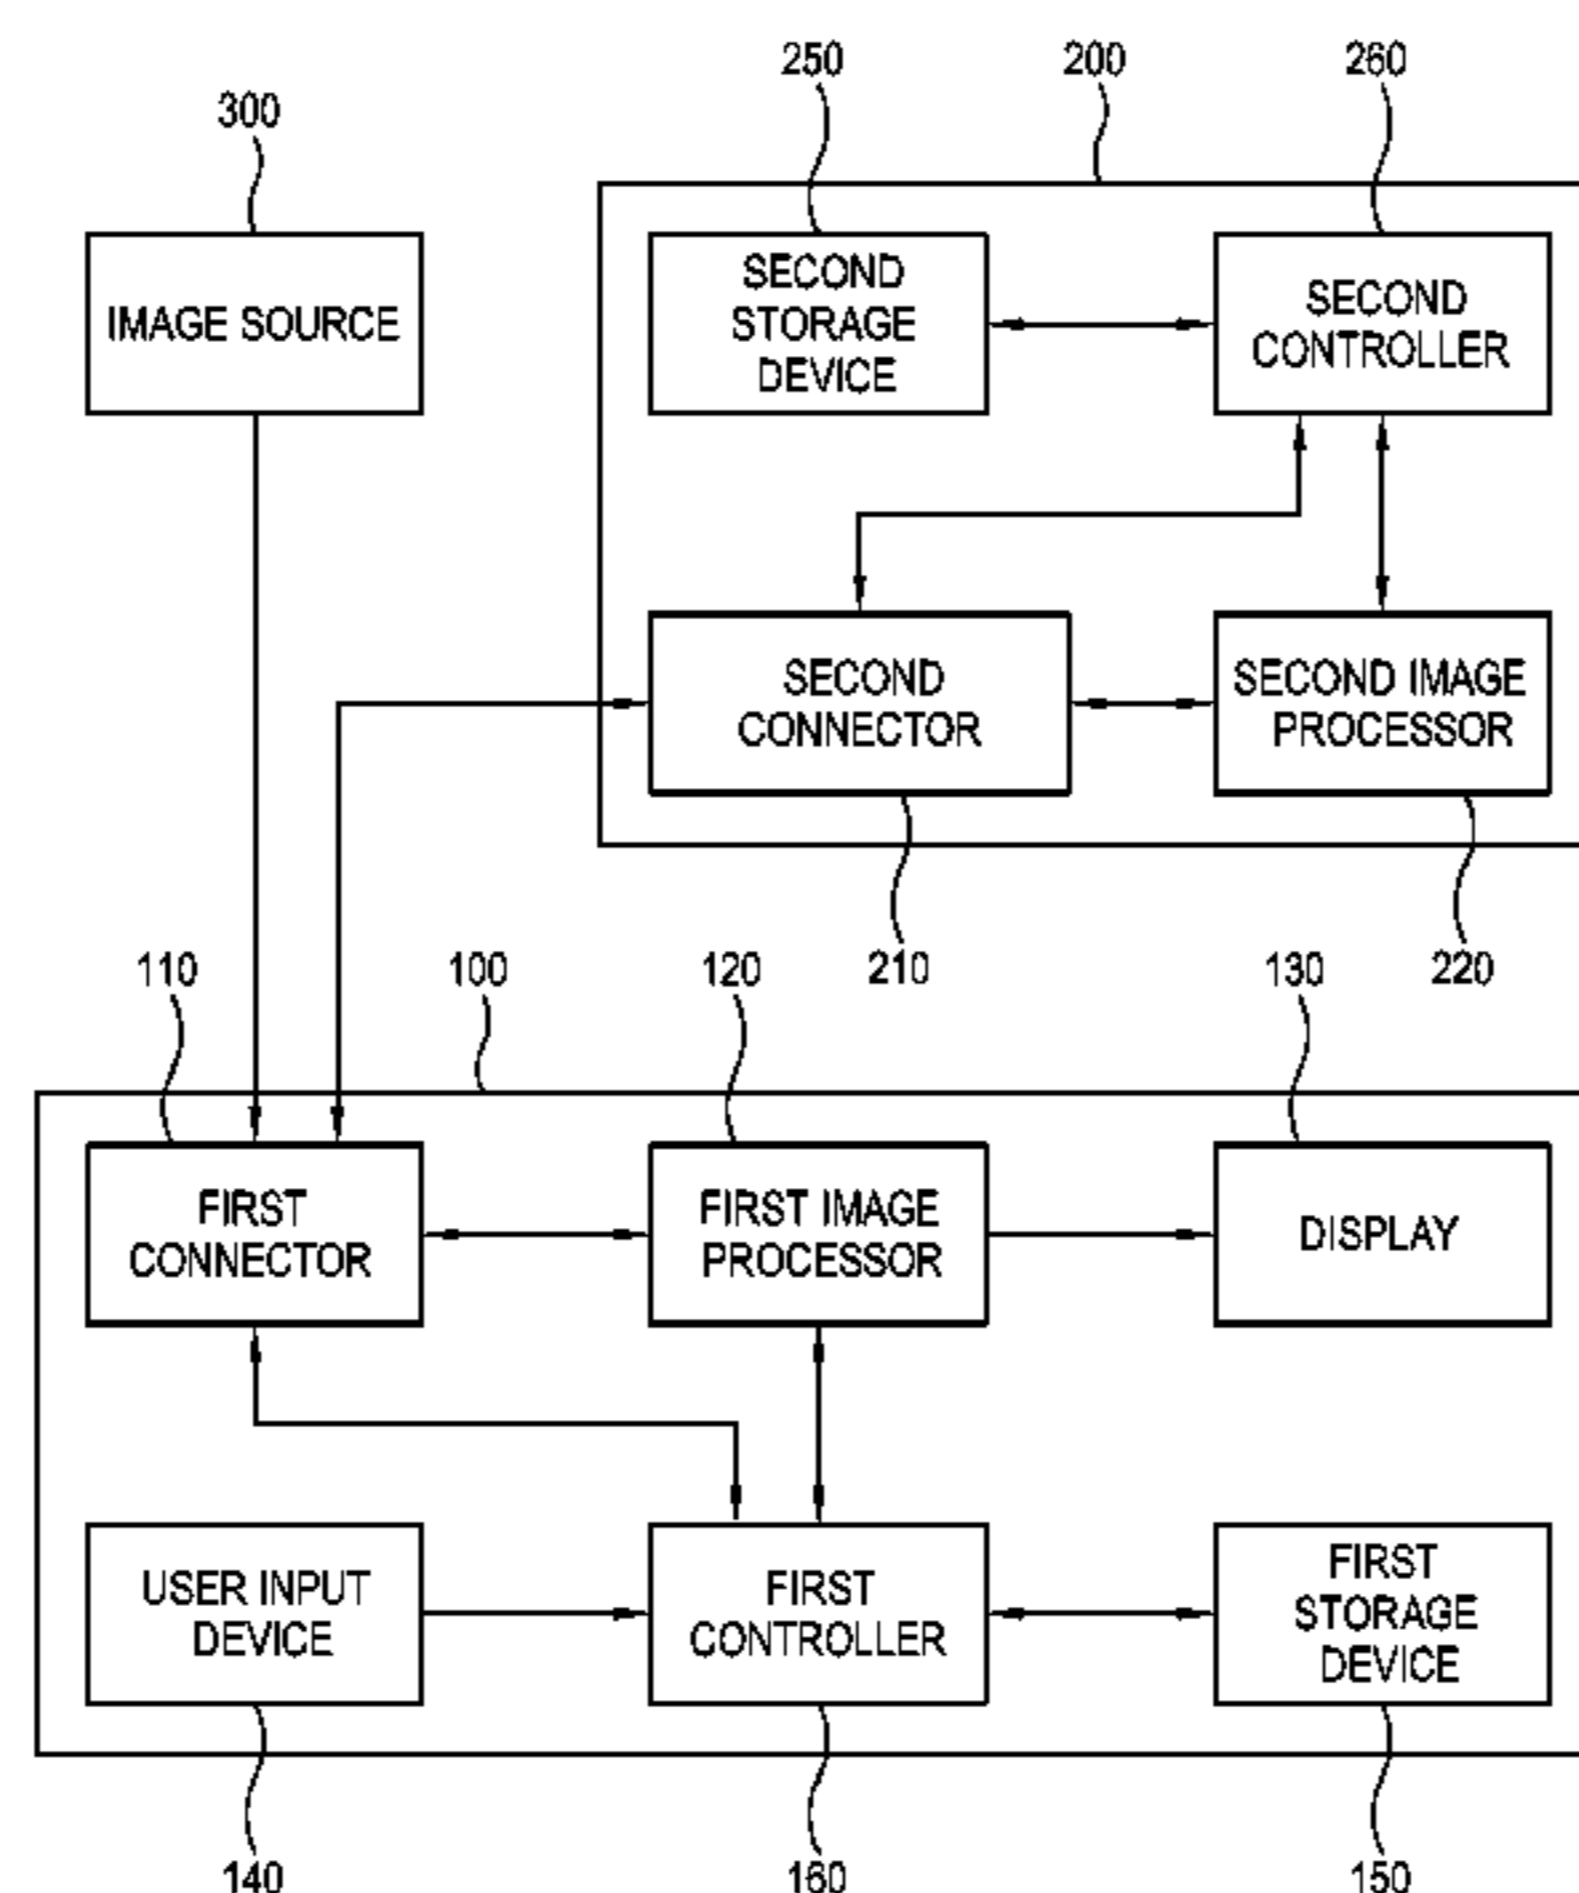 250
200
260
300
SECOND
STORAGE
DEVICE
SECOND
CONTROLLER
IMAGE SOURCE
SECOND
CONNECTOR
SECOND IMAGE
PROCESSOR
210
220
110
100
120
130
FIRST
CONNECTOR
FIRST IMAGE
PROCESSOR
DISPLAY
USER INPUT
DEVICE
FIRST
CONTROLLER
FIRST
STORAGE
DEVICE
140
160
150